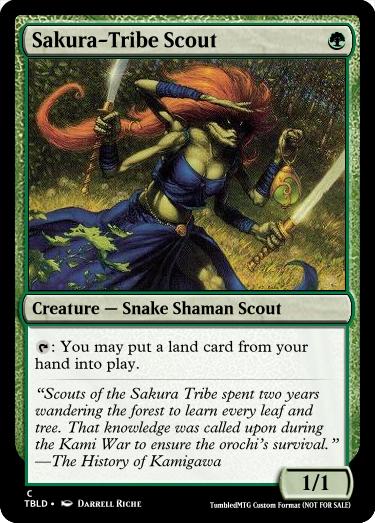 Sakura-Tribe Scout
Creature — Snake Shaman Scout
: You may put a land card from your
hand into play.
“Scouts of the Sakura Tribe spent two years
wandering the forest to learn every leaf and
tree. That knowledge was called upon during
the Kami War to ensure the orochi’s survival.”
—The History of Kamigawa
1/1
C
TBLD • Darrell Riche
TumbledMTG Custom Format (NOT FOR SALE)